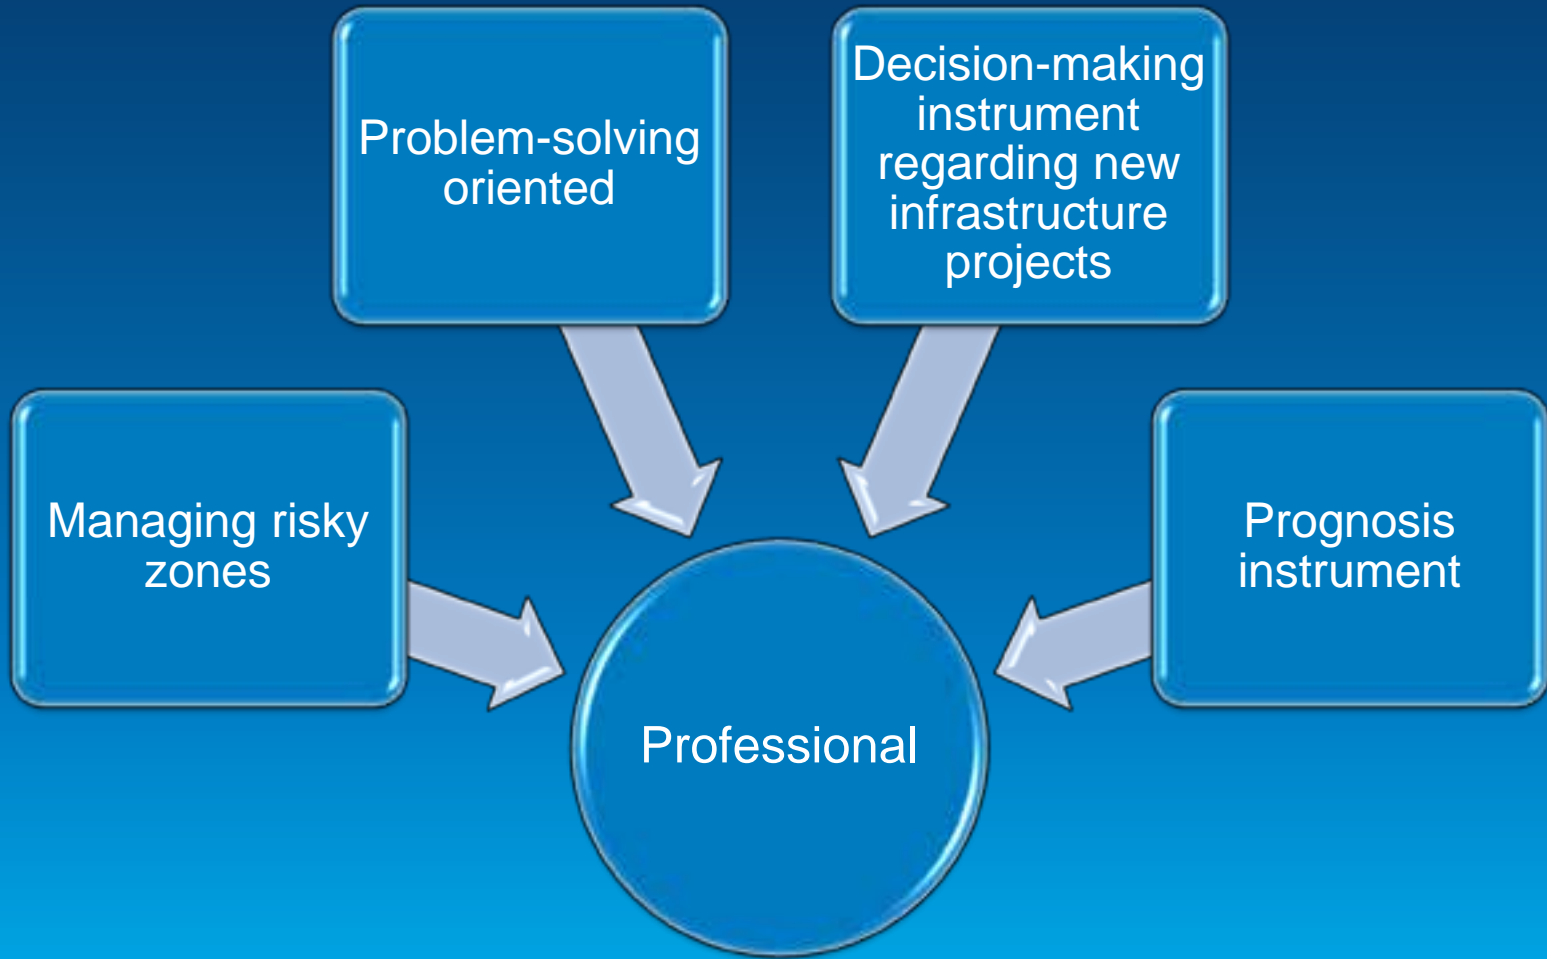 Problem-solving
oriented
Decision-making
instrument
regarding new
infrastructure
projects
Managing risky
zones
Prognosis
instrument
Professional